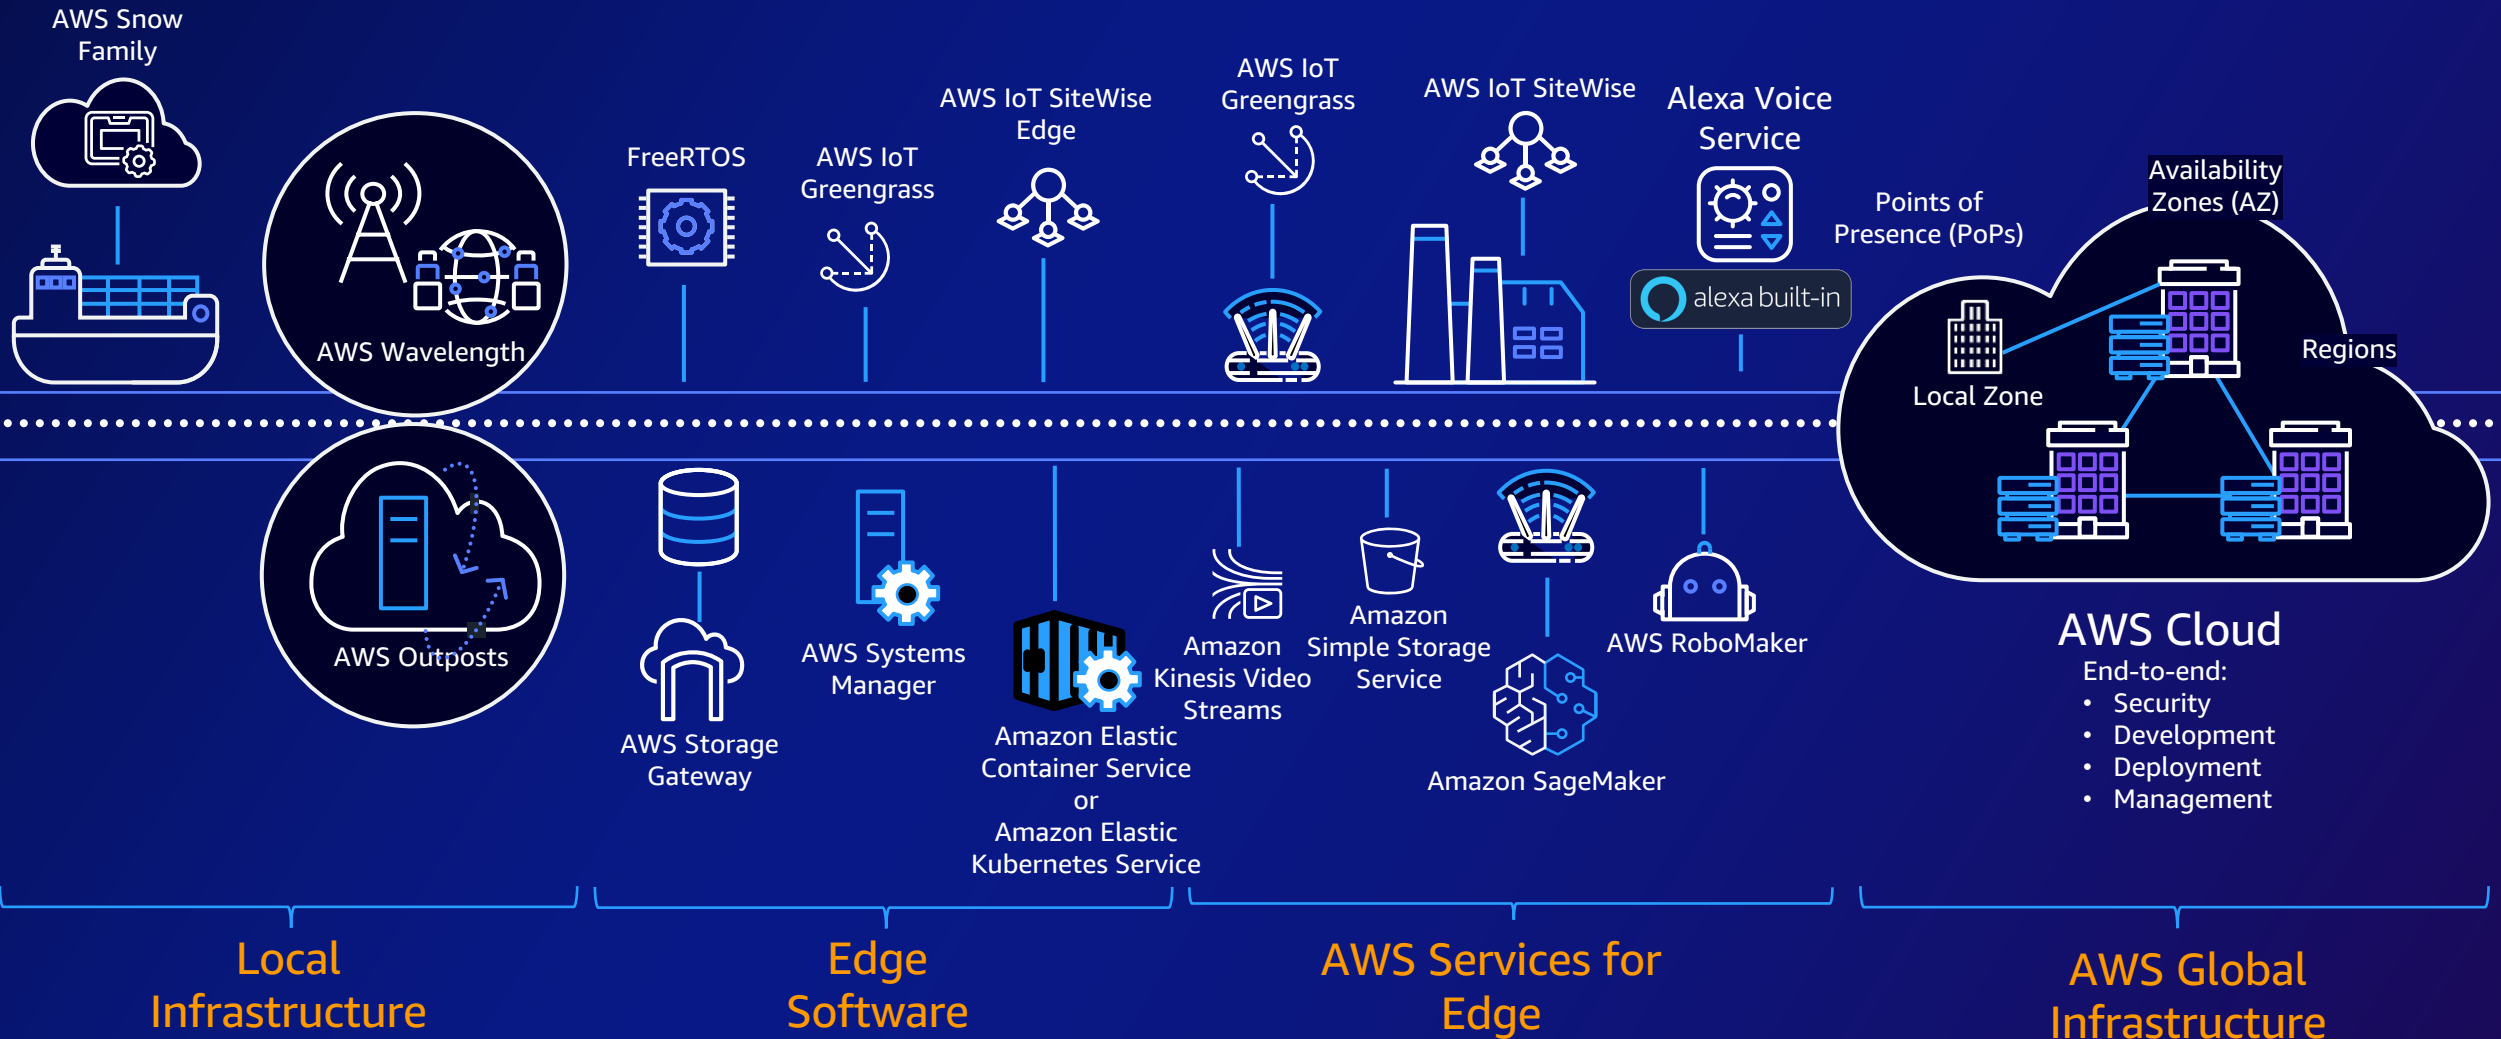 AWS Snow
Family
AWS Wavelength
AWS Outposts
FreeRTOS
AWS IoT
Greengrass
AWS IoT SiteWise
Edge
AWS Storage
Gateway
AWS Systems
Manager
Amazon Elastic
Container Service
or
Amazon Elastic
Kubernetes Service
AWS IoT
Greengrass
AWS IoT SiteWise
Alexa Voice
Service
alexa built-in
Amazon
Kinesis Video
Streams
Amazon
Simple Storage
Service
Amazon SageMaker
AWS RoboMaker
Points of
Presence (PoPs)
Availability
Zones (AZ)
Regions
Local Zone
AWS Cloud
End-to-end:
• Security
• Development
• Deployment
• Management
Local
Infrastructure
Edge
Software
AWS Services for
Edge
AWS Global
Infrastructure